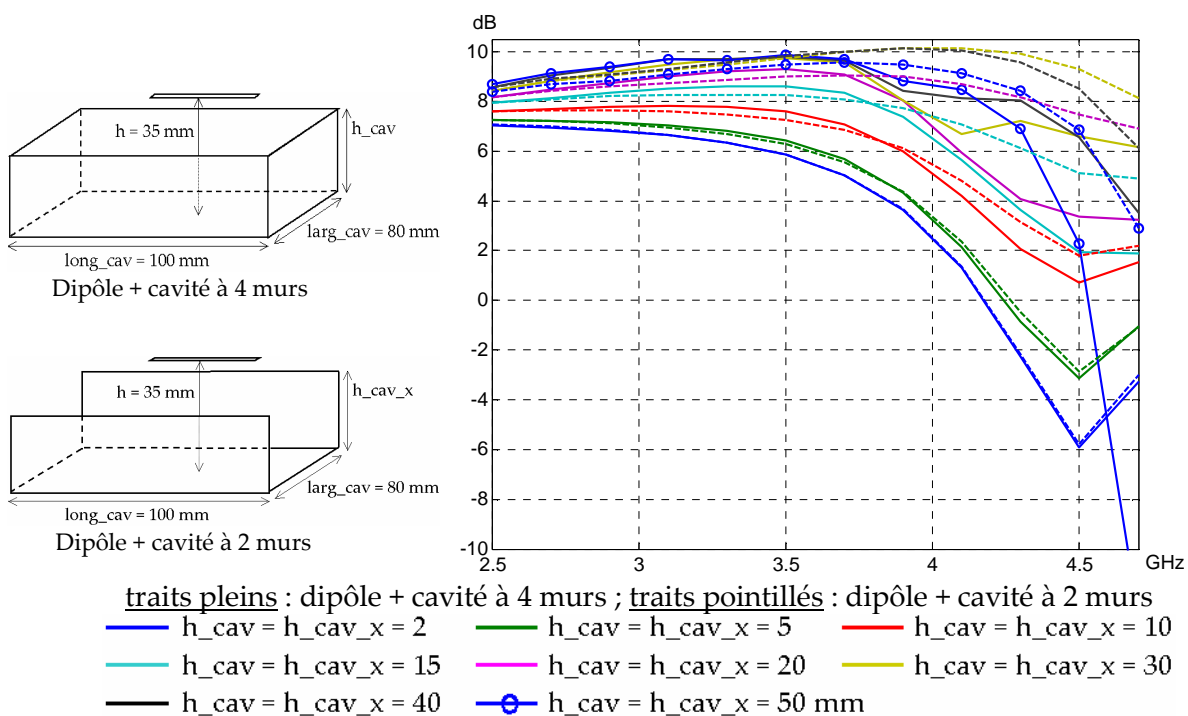 h = 35 mm
h_cav
larg_cav = 80 mm
long_cav = 100 mm
Dipôle + cavité à 4 murs
h = 35 mm
h_cav_x
larg_cav = 80 mm
long_cav = 100 mm
Dipôle + cavité à 2 murs
dB
10
8
6
4
2
0
-2
-4
-6
-8
-10
2.5
3
3.5
4
4.5
GHz
traits pleins : dipôle + cavité à 4 murs ; traits pointillés : dipôle + cavité à 2 murs
h_cav = h_cav_x = 2
h_cav = h_cav_x = 5
h_cav = h_cav_x = 10
h_cav = h_cav_x = 15
h_cav = h_cav_x = 20
h_cav = h_cav_x = 30
h_cav = h_cav_x = 40
h_cav = h_cav_x = 50 mm